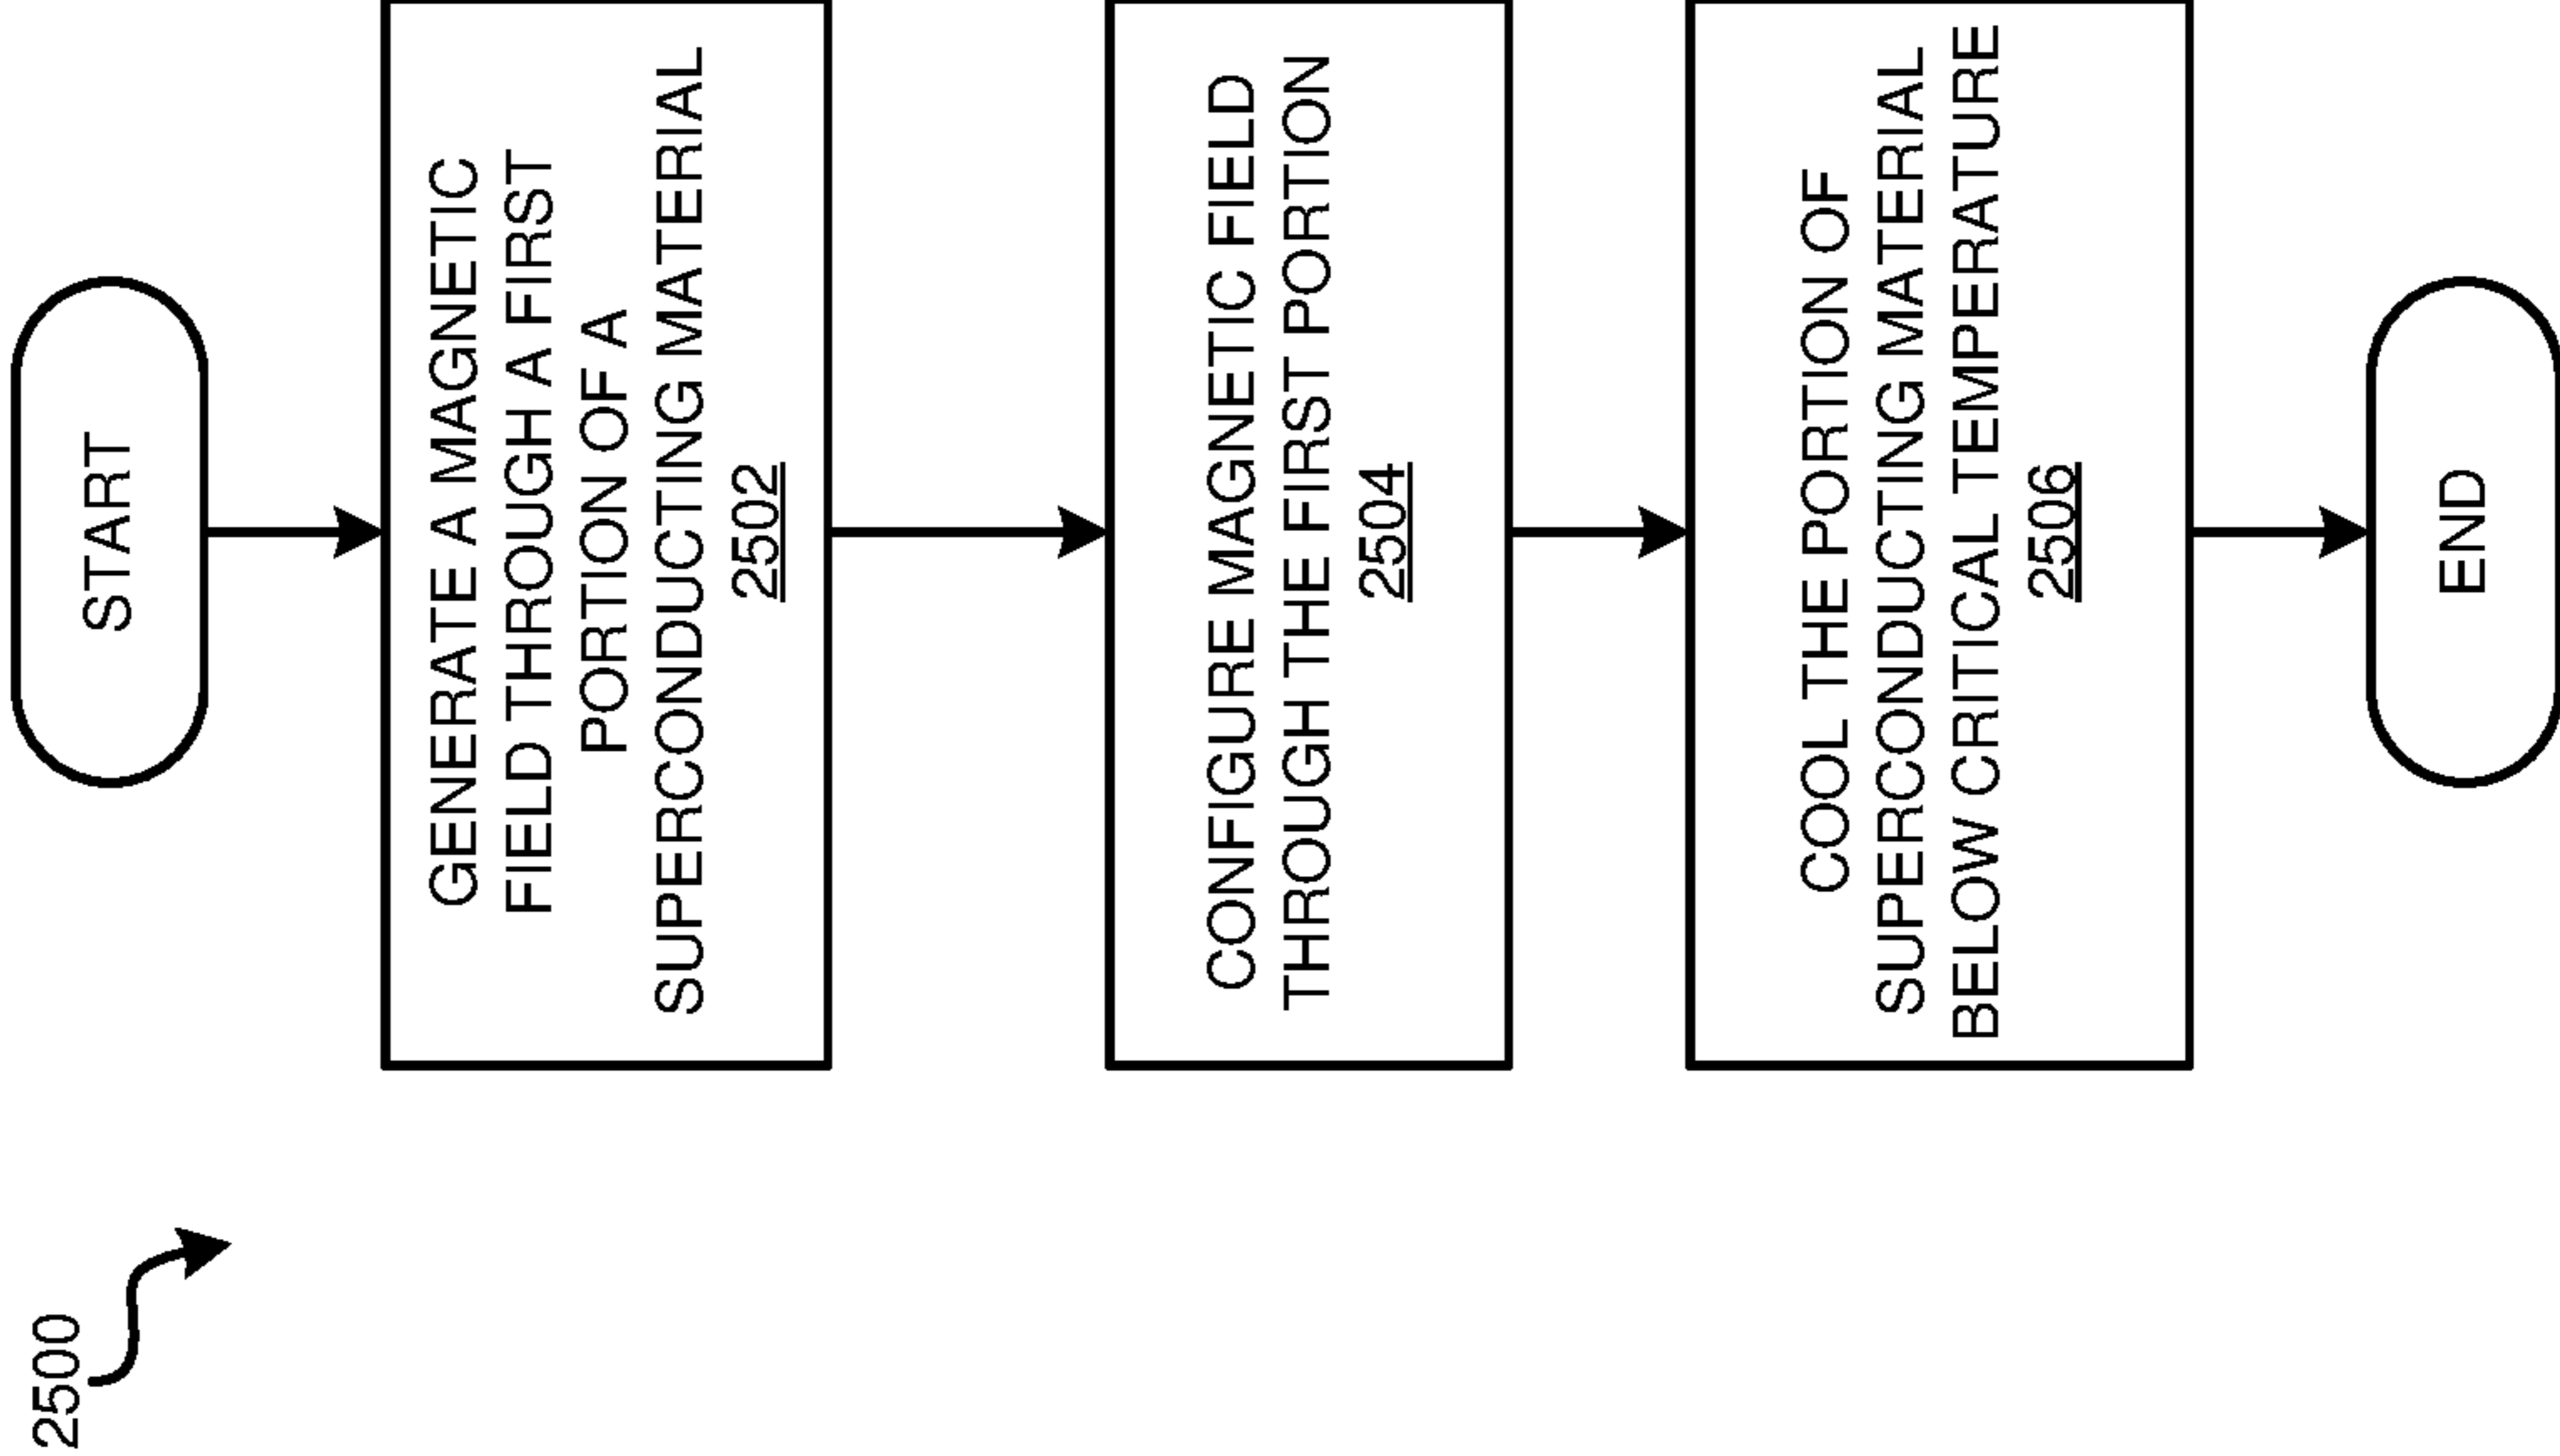 2500
START
GENERATE A MAGNETIC
FIELD THROUGH A FIRST
PORTION OF A
SUPERCONDUCTING MATERIAL
2502
CONFIGURE MAGNETIC FIELD
THROUGH THE FIRST PORTION
2504
COOL THE PORTION OF
SUPERCONDUCTING MATERIAL
BELOW CRITICAL TEMPERATURE
2506
END